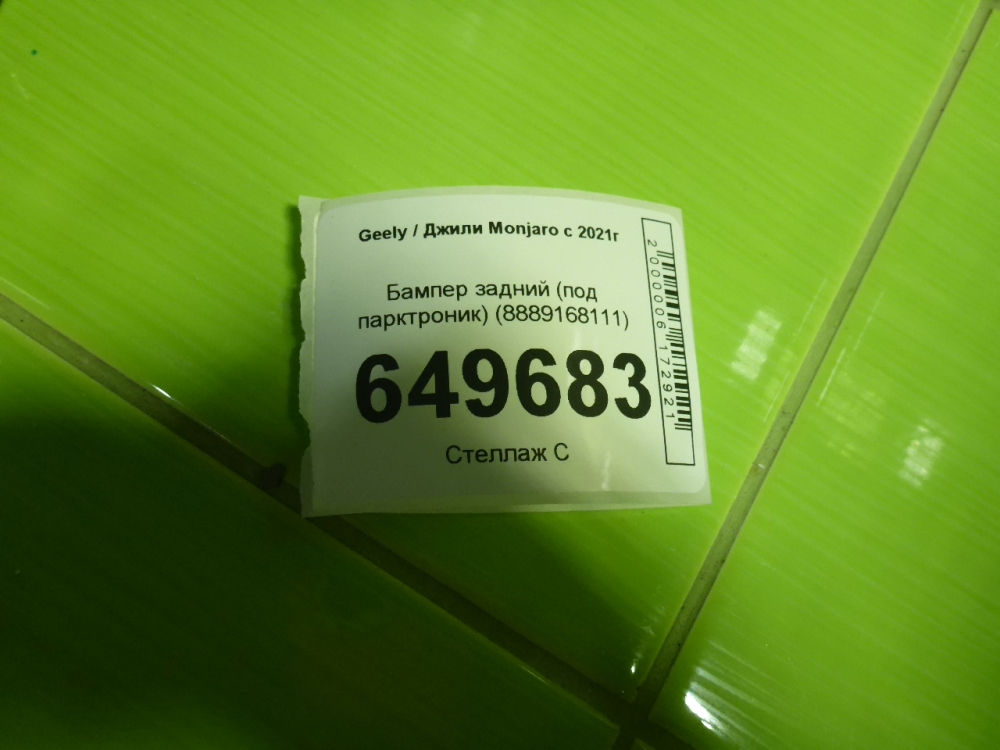 Geely / Джили Monjaro с 2021г
Бампер задний (под
парктроник) (8889168111)
649683
Стеллаж С
2000006172921